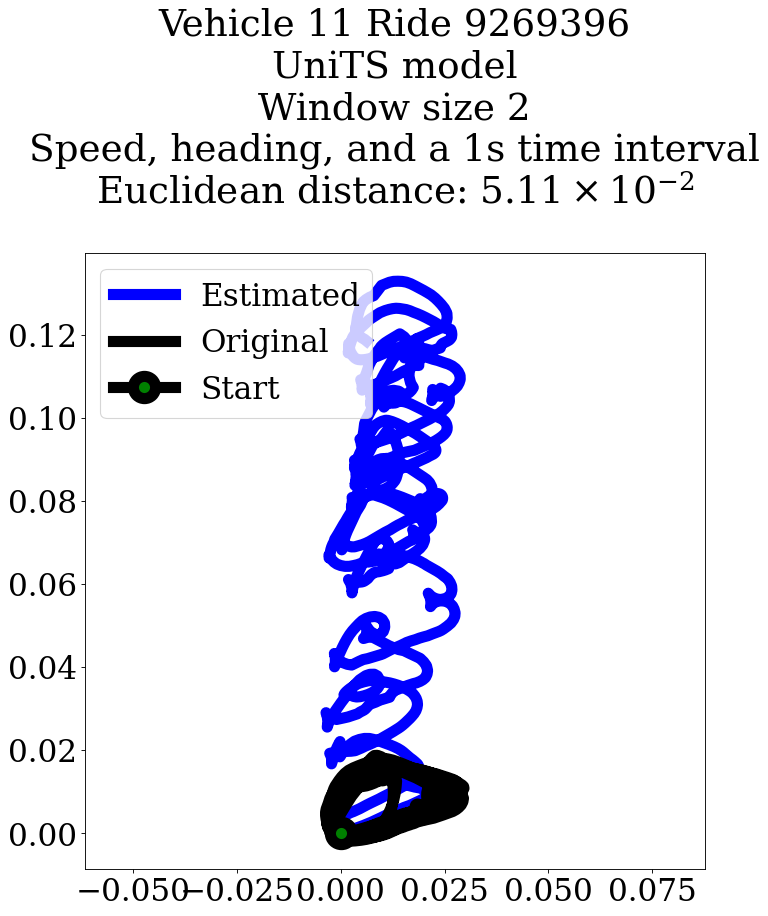 Vehicle 11 Ride 9269396
UniTS model
Window size 2
Speed, heading, and a 1s time interval
Euclidean distance: 5.11 × 10⁻²
Estimated
Original
Start
0.12
0.10
0.08
0.06
0.04
0.02
0.00
−0.050 −0.025 0.000 0.025 0.050 0.075